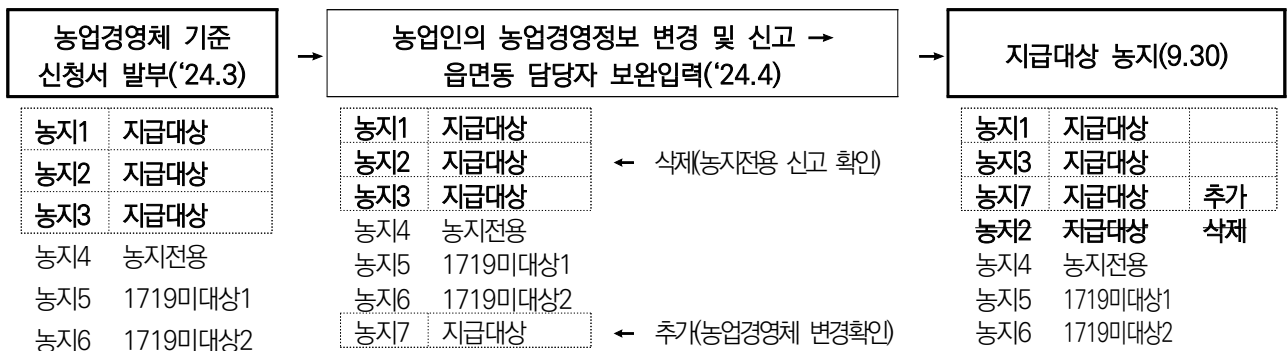 농업경영체 기준
신청서 발부(‘24.3)
→
농업인의 농업경영정보 변경 및 신고 →
읍면동 담당자 보완입력(‘24.4)
→
지급대상 농지(9.30)
농지1 지급대상
농지2 지급대상
농지3 지급대상
농지4 농지전용
농지5 1719미대상1
농지6 1719미대상2
농지1 지급대상
농지2 지급대상 ← 삭제(농지전용 신고 확인)
농지3 지급대상
농지4 농지전용
농지5 1719미대상1
농지6 1719미대상2
농지7 지급대상 ← 추가(농업경영체 변경확인)
농지1 지급대상
농지3 지급대상
농지7 지급대상 추가
농지2 지급대상 삭제
농지4 농지전용
농지5 1719미대상1
농지6 1719미대상2